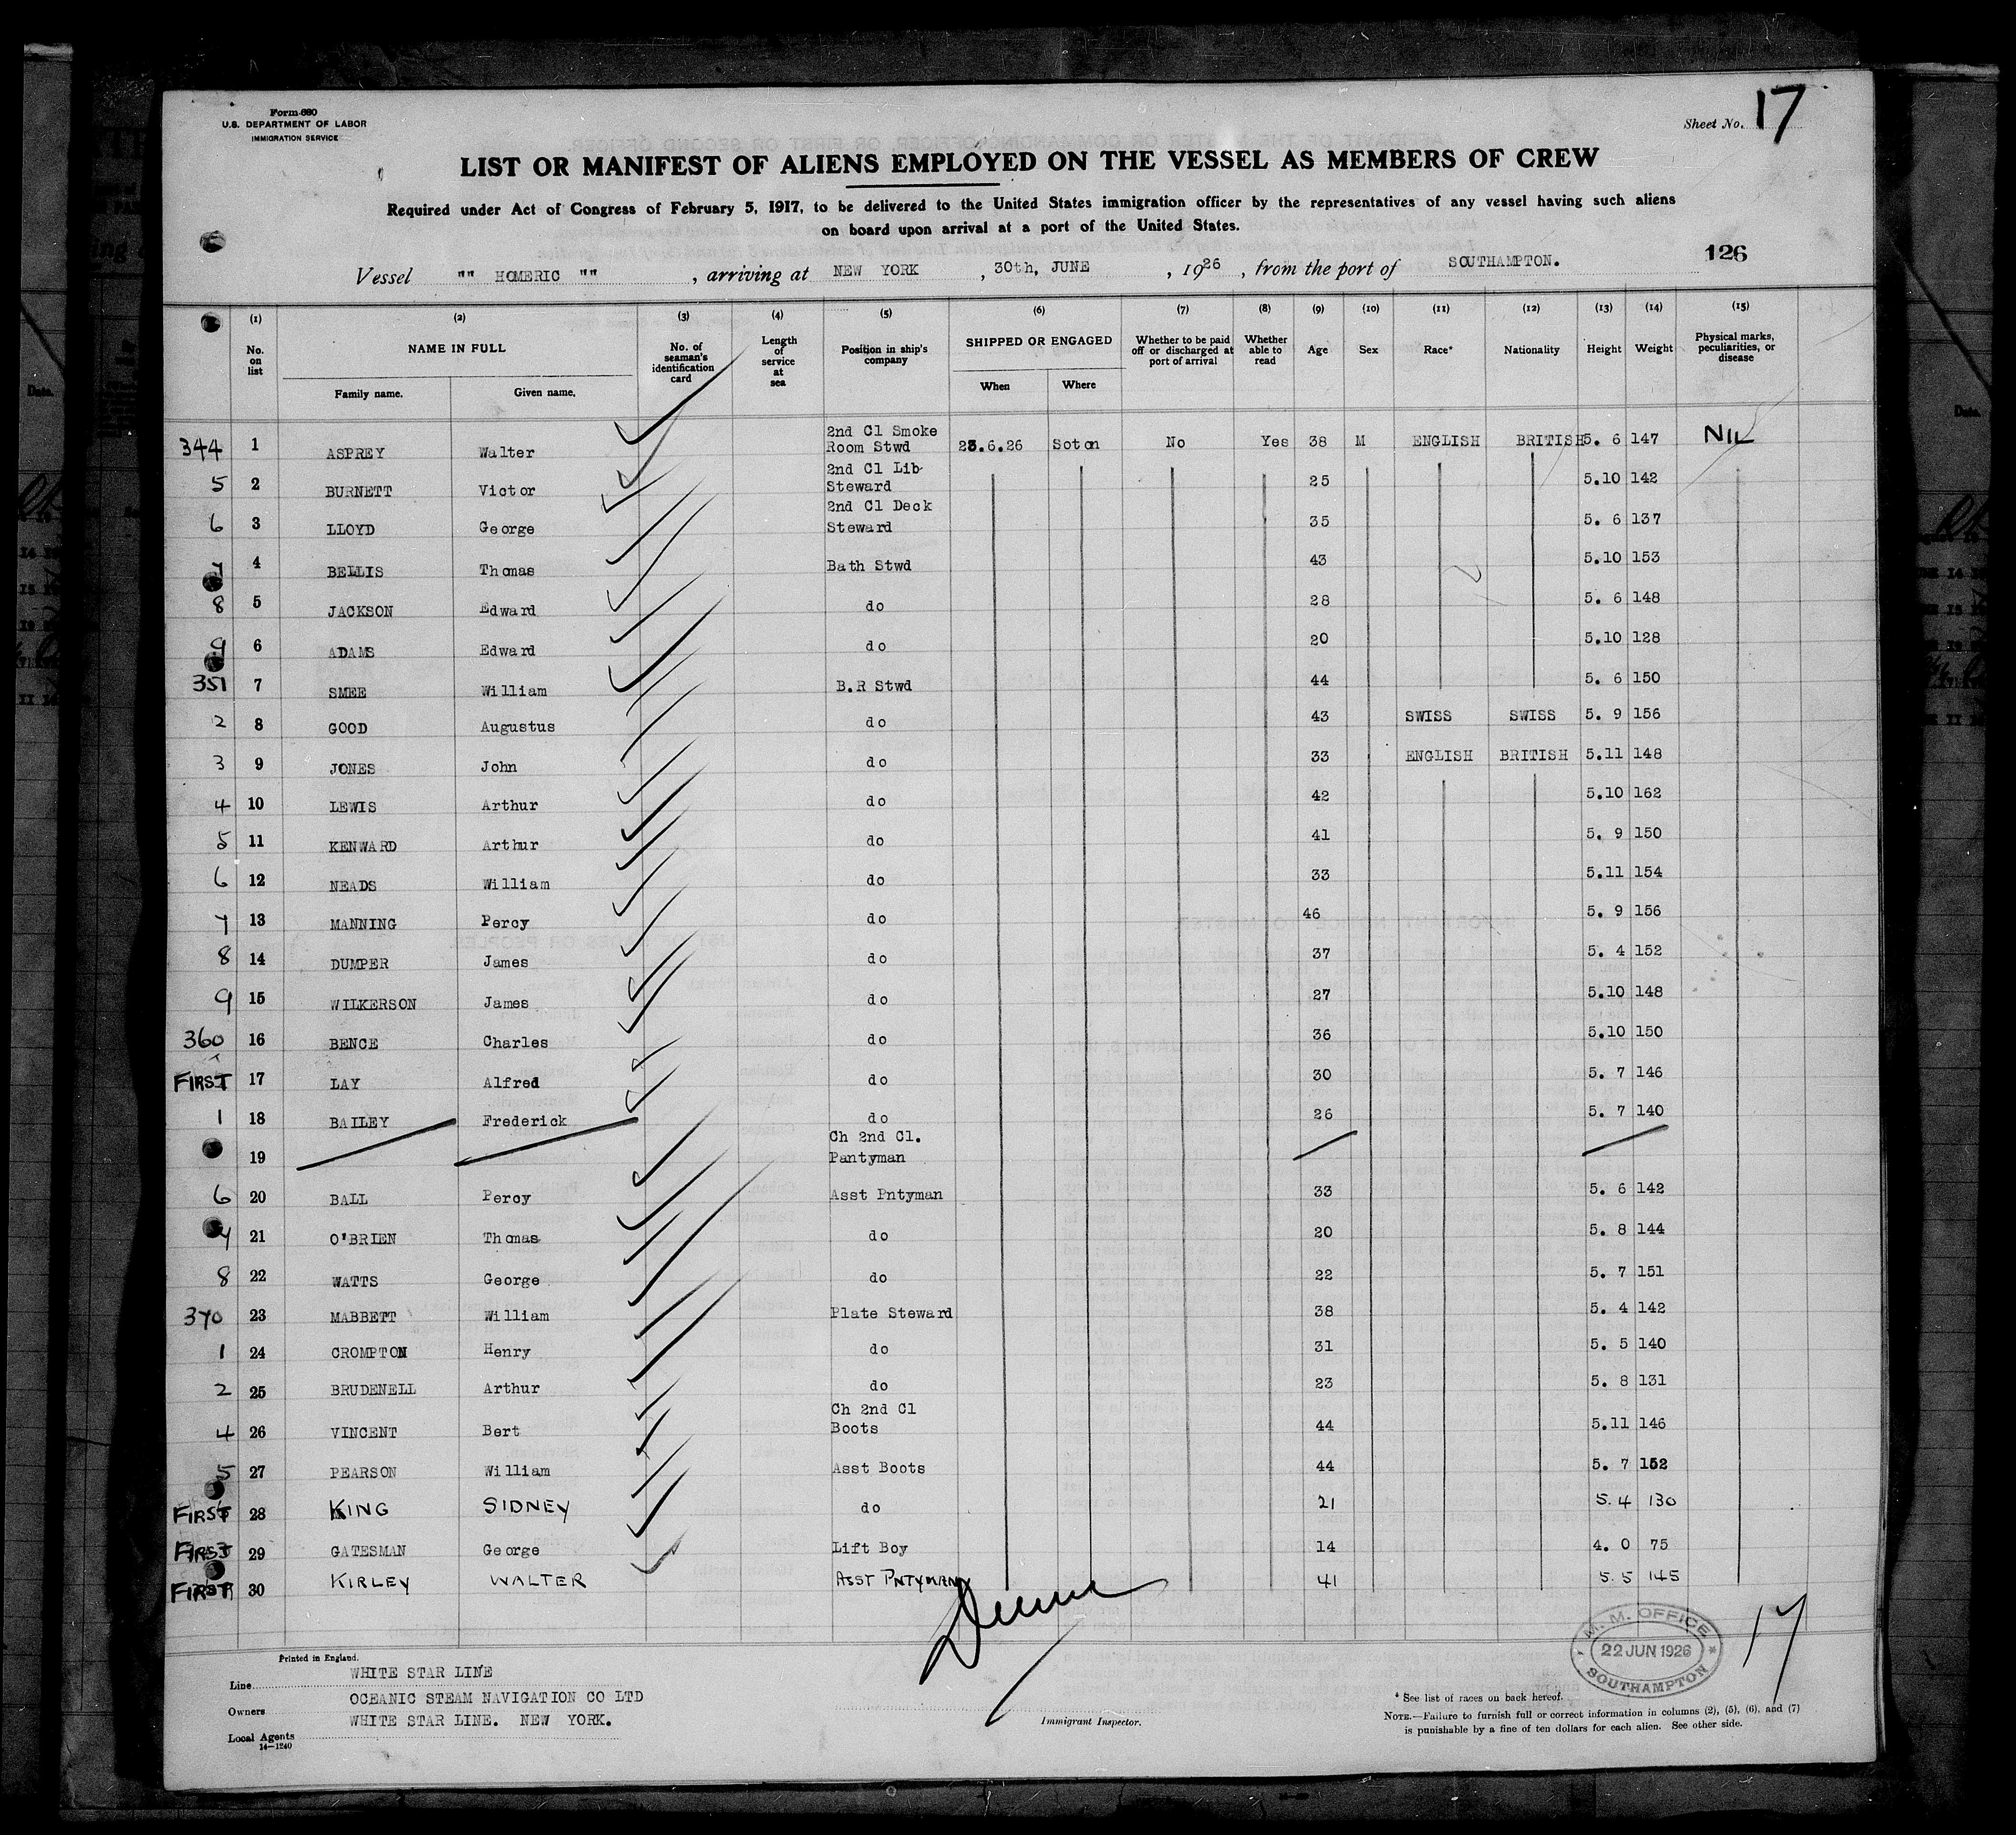 Form 680
U.S. DEPARTMENT OF LABOR
IMMIGRATION SERVICE
Sheet No. 17
LIST OR MANIFEST OF ALIENS EMPLOYED ON THE VESSEL AS MEMBERS OF CREW
Required under Act of Congress of February 5, 1917, to be delivered to the United States immigration officer by the representatives of any vessel having such aliens
on board upon arrival at a port of the United States.
126
Vessel "" HOMERIC "" , arriving at NEW YORK , 30th, JUNE , 1926 , from the port of SOUTHAMPTON.
(1) (2) (3) (4) (5) (6) (7) (8) (9) (10) (11) (12) (13) (14) (15)
No. on list NAME IN FULL Family name. Given name. No. of seaman's identification card Length of service at sea Position in ship's company SHIPPED OR ENGAGED When Where Whether to be paid off or discharged at port of arrival Whether able to read Age Sex Race* Nationality Height Weight Physical marks, peculiarities, or disease
344 1 ASPREY Walter 2nd Cl Smoke Room Stwd 23.6.26 Soton No Yes 38 M ENGLISH BRITISH 5. 6 147 NIL
5 2 BURNETT Victor 2nd Cl Lib Steward 25 5.10 142
6 3 LLOYD George 2nd Cl Deck Steward 35 5. 6 137
7 4 BELLIS Thomas Bath Stwd 43 5.10 153
8 5 JACKSON Edward do 28 5. 6 148
9 6 ADAMS Edward do 20 5.10 128
351 7 SMEE William B.R Stwd 44 5. 6 150
2 8 GOOD Augustus do 43 SWISS SWISS 5. 9 156
3 9 JONES John do 33 ENGLISH BRITISH 5.11 148
4 10 LEWIS Arthur do 42 5.10 162
5 11 KENWARD Arthur do 41 5. 9 150
6 12 NEADS William do 33 5.11 154
7 13 MANNING Percy do 46 5. 9 156
8 14 DUMPER James do 37 5. 4 152
9 15 WILKERSON James do 27 5.10 148
360 16 BENCE Charles do 36 5.10 150
FIRST 17 LAY Alfred do 30 5. 7 146
1 18 BAILEY Frederick do 26 5. 7 140
19 Ch 2nd Cl. Pantyman
6 20 BALL Percy Asst Pntyman 33 5. 6 142
7 21 O'BRIEN Thomas do 20 5. 8 144
8 22 WATTS George do 22 5. 7 151
370 23 MABBETT William Plate Steward 38 5. 4 142
1 24 CROMPTON Henry do 31 5. 5 140
2 25 BRUDENELL Arthur do 23 5. 8 131
4 26 VINCENT Bert Ch 2nd Cl Boots 44 5.11 146
5 27 PEARSON William Asst Boots 44 5. 7 152
FIRST 28 KING SIDNEY do 21 5.4 130
FIRST 29 GATESMAN George Lift Boy 14 4. 0 75
FIRST 30 KIRLEY WALTER ASST PNTYMAN 41 5.5 145
M. M. OFFICE
22 JUN 1926
SOUTHAMPTON
17
Printed in England.
Line WHITE STAR LINE
Owners OCEANIC STEAM NAVIGATION CO LTD
Local Agents WHITE STAR LINE. NEW YORK.
14—1240
Immigrant Inspector.
* See list of races on back hereof.
NOTE.—Failure to furnish full or correct information in columns (2), (5), (6), and (7)
is punishable by a fine of ten dollars for each alien. See other side.